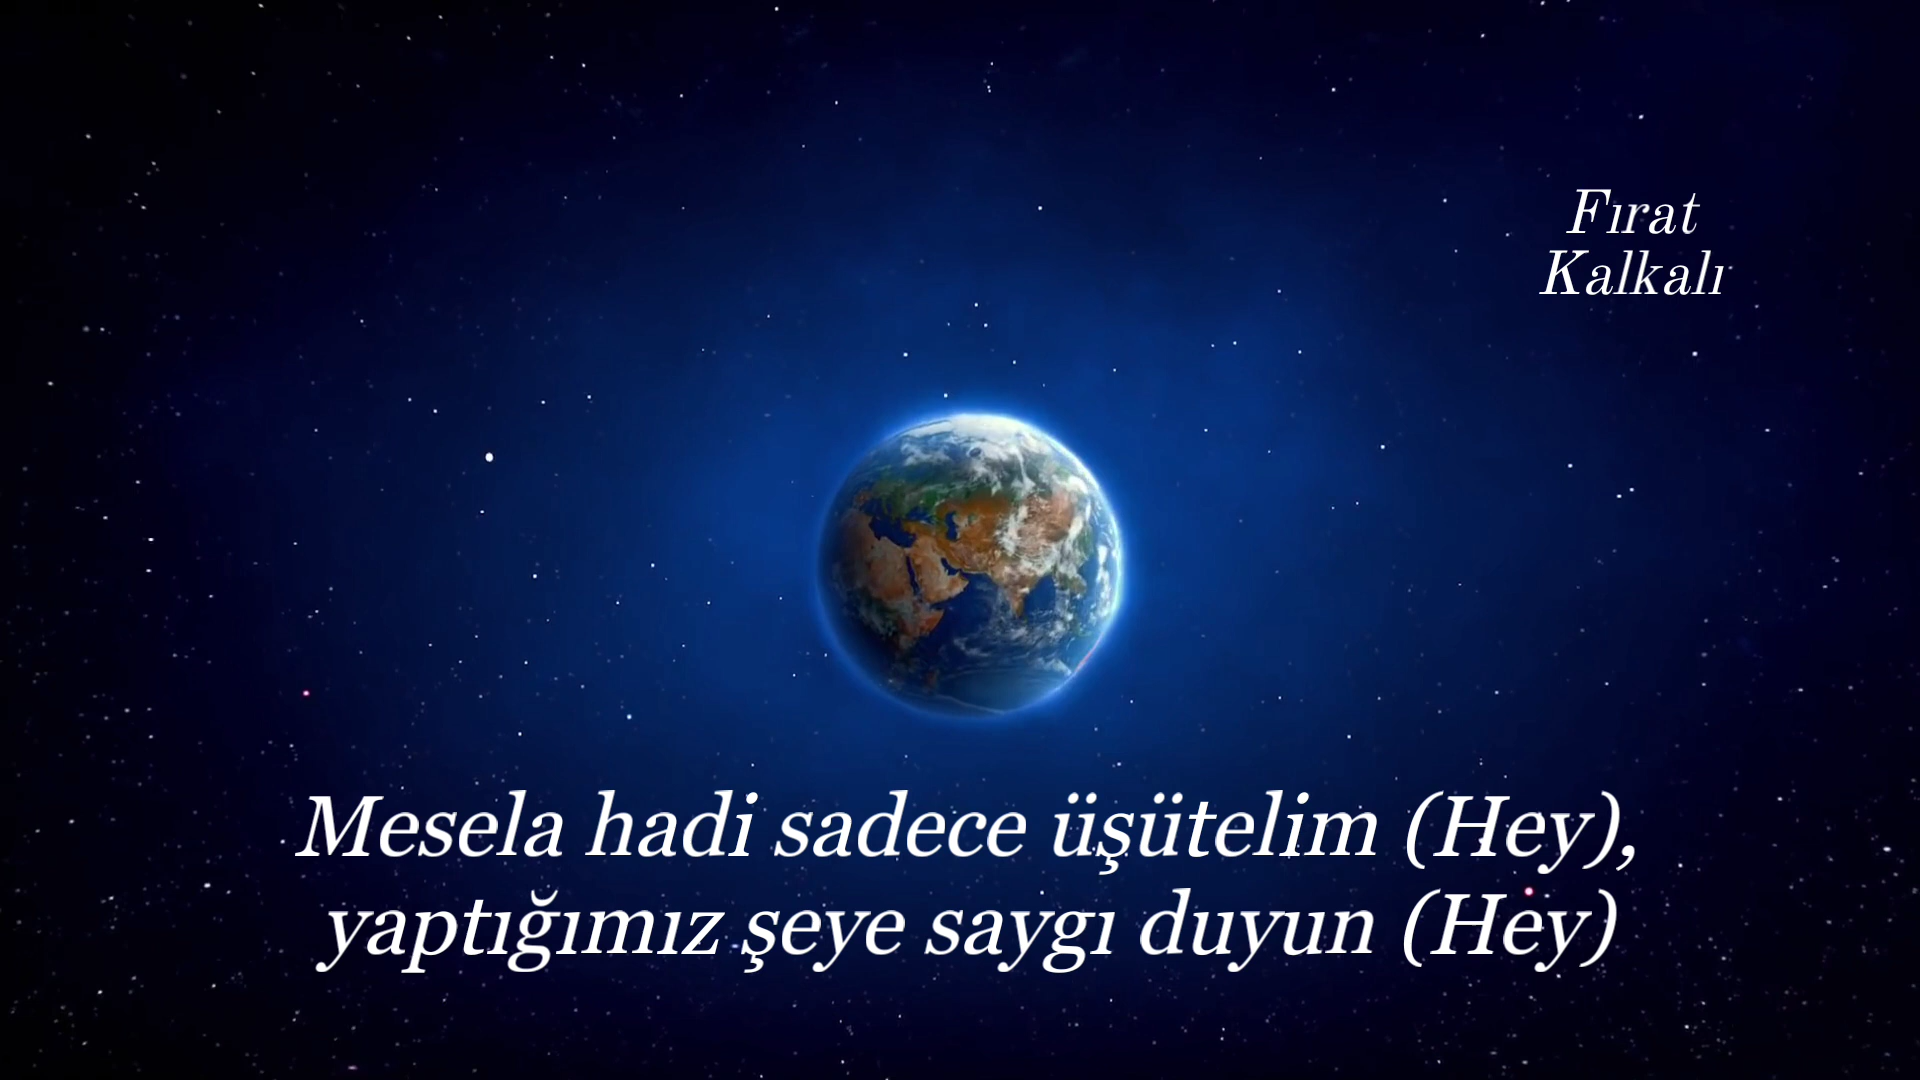 Fırat
Kalkalı
Mesela hadi sadece üşütelim (Hey),
yaptığımız şeye saygı duyun (Hey)